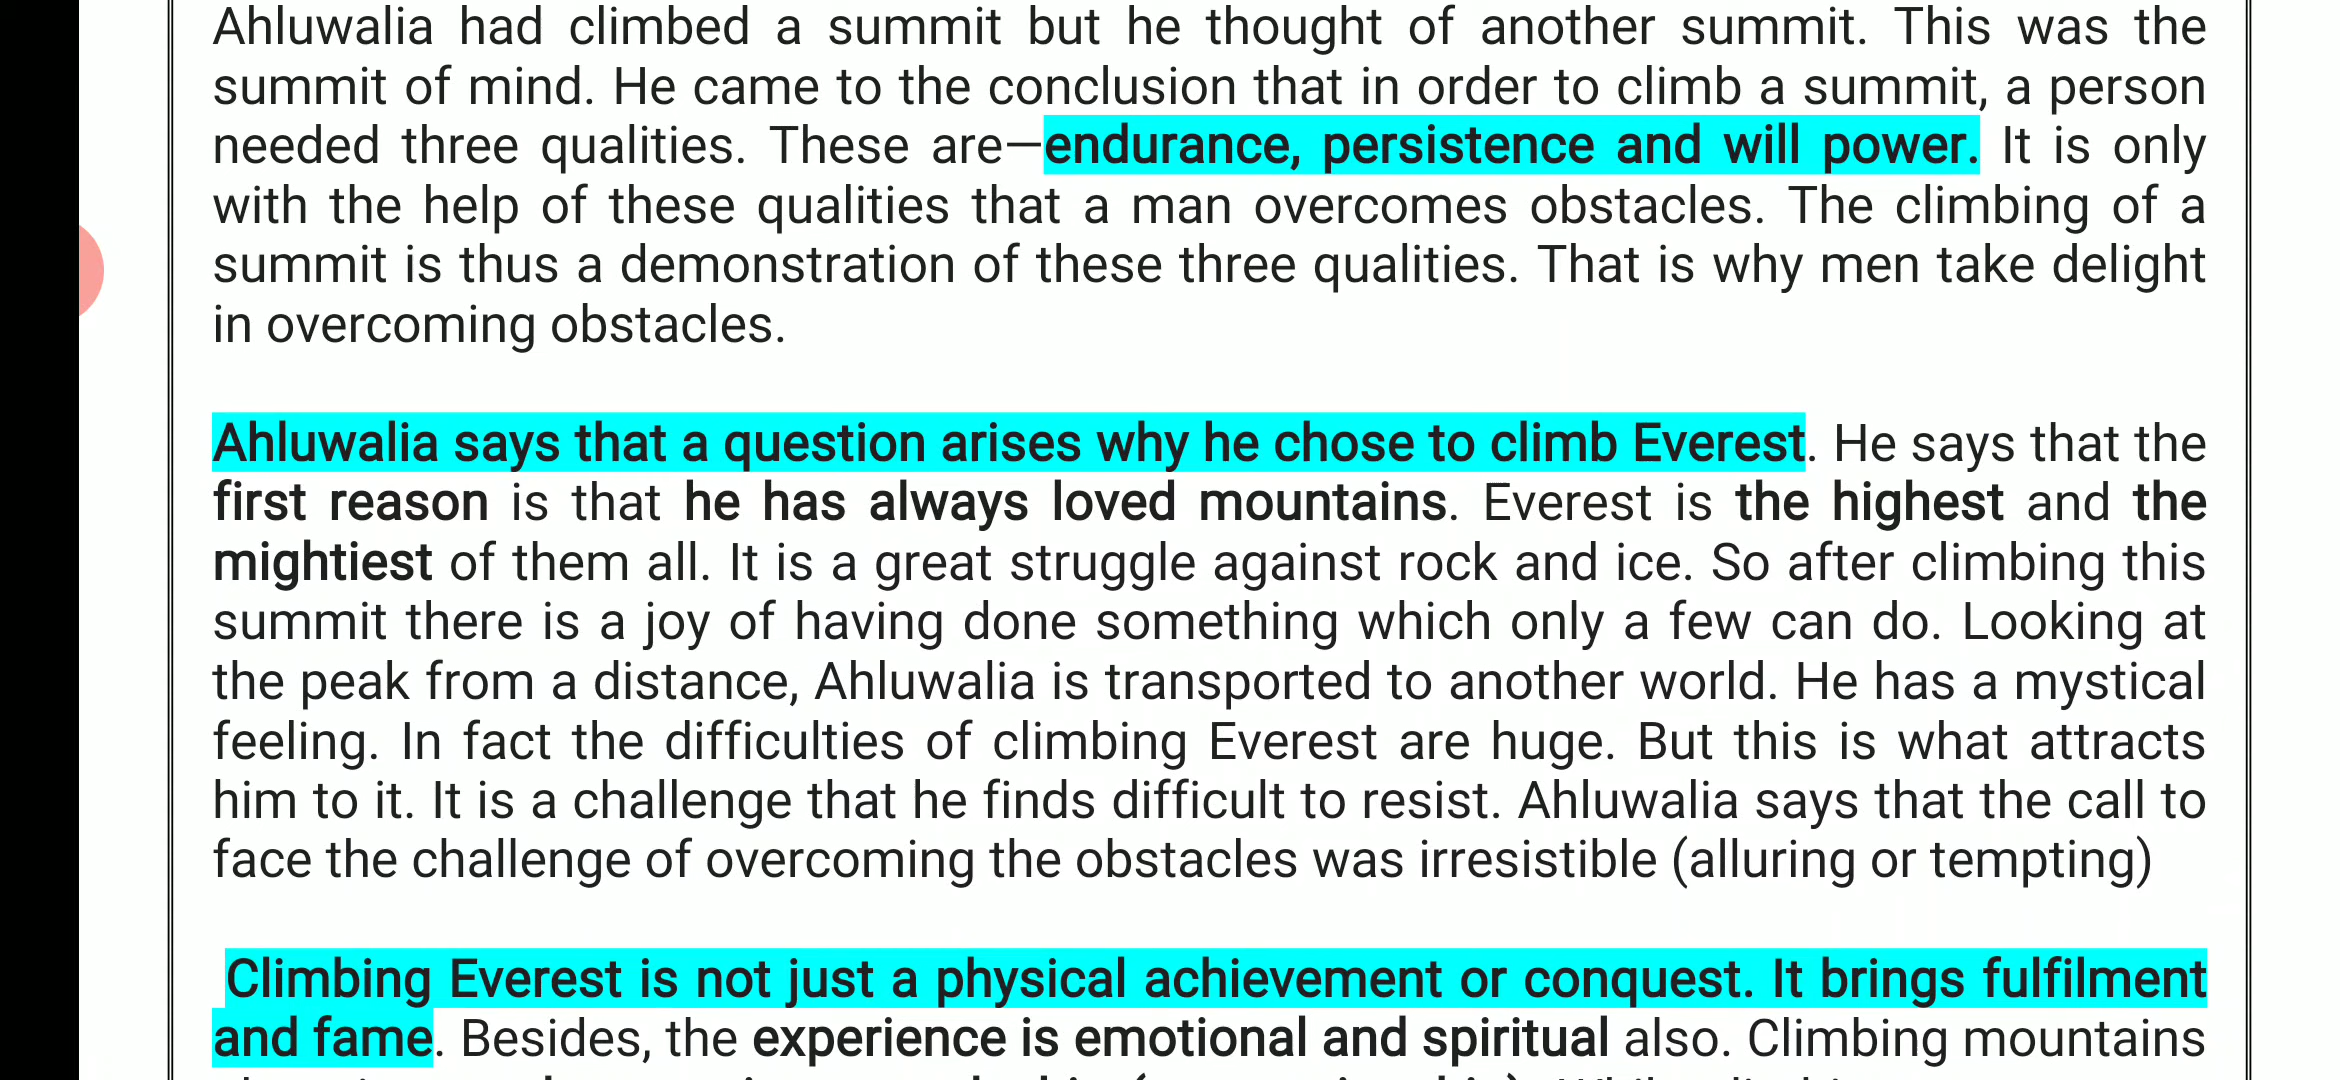 Ahluwalia had climbed a summit but he thought of another summit. This was the
summit of mind. He came to the conclusion that in order to climb a summit, a person
needed three qualities. These are—endurance, persistence and will power. It is only
with the help of these qualities that a man overcomes obstacles. The climbing of a
summit is thus a demonstration of these three qualities. That is why men take delight
in overcoming obstacles.
Ahluwalia says that a question arises why he chose to climb Everest. He says that the
first reason is that he has always loved mountains. Everest is the highest and the
mightiest of them all. It is a great struggle against rock and ice. So after climbing this
summit there is a joy of having done something which only a few can do. Looking at
the peak from a distance, Ahluwalia is transported to another world. He has a mystical
feeling. In fact the difficulties of climbing Everest are huge. But this is what attracts
him to it. It is a challenge that he finds difficult to resist. Ahluwalia says that the call to
face the challenge of overcoming the obstacles was irresistible (alluring or tempting)
Climbing Everest is not just a physical achievement or conquest. It brings fulfilment
and fame. Besides, the experience is emotional and spiritual also. Climbing mountains